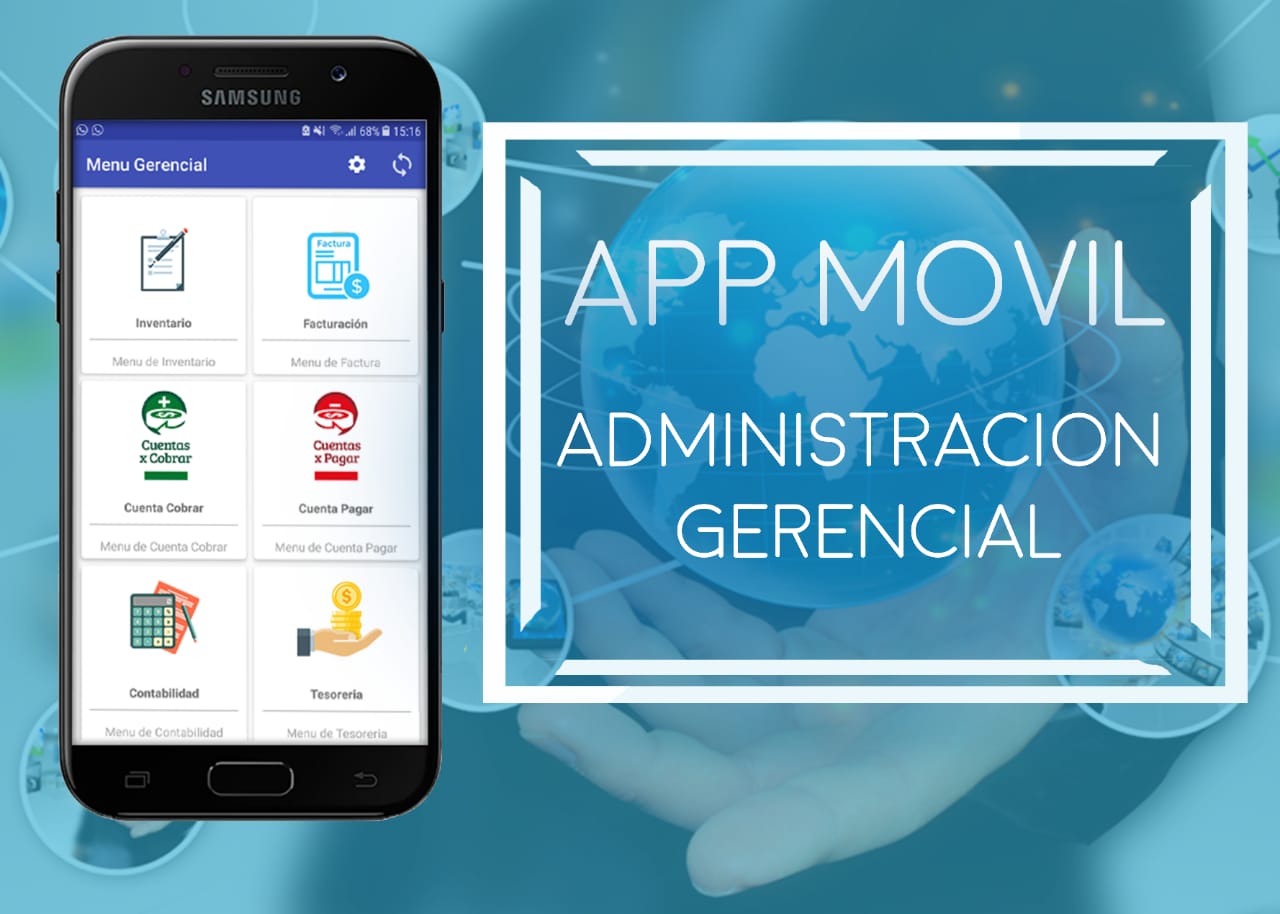 SAMSUNG
68% 15:16
Menu Gerencial
Factura
$
Inventario
Facturación
Menu de Inventario
Menu de Factura
Cuentas
x Cobrar
Cuentas
x Pagar
Cuenta Cobrar
Cuenta Pagar
Menu de Cuenta Cobrar
Menu de Cuenta Pagar
$
Contabilidad
Tesoreria
Menu de Contabilidad
Menu de Tesoreria
APP MOVIL
ADMINISTRACION
GERENCIAL